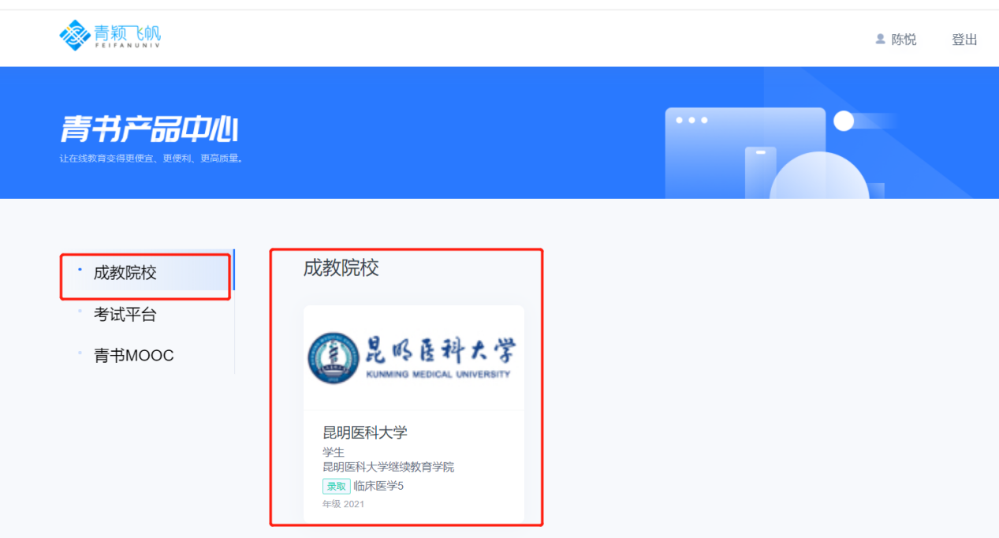 青颖飞帆
FEIFANUNIV
陈悦 登出
青书产品中心
让在线教育变得更便宜、更便利、更高质量。
成教院校
考试平台
青书MOOC
成教院校
昆明医科大学
KUNMING MEDICAL UNIVERSITY
昆明医科大学
学生
昆明医科大学继续教育学院
录取 临床医学5
年级 2021